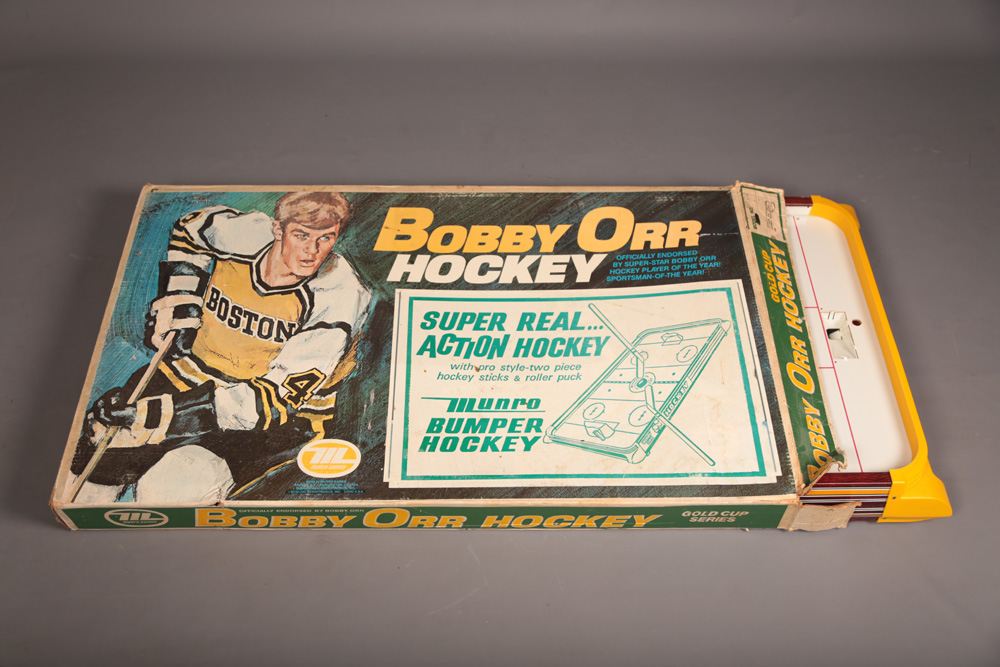 BOBBY ORR
HOCKEY
OFFICIALLY ENDORSED
BY SUPER-STAR BOBBY ORR
HOCKEY PLAYER OF THE YEAR!
SPORTSMAN-OF-THE YEAR!
BOSTON
4
SUPER REAL...
ACTION HOCKEY
with pro style-two piece
hockey sticks & roller puck
Munro
BUMPER
HOCKEY
OFFICIALLY ENDORSED BY BOBBY ORR
BOBBY ORR HOCKEY
GOLD CUP
SERIES
GOLD CUP
BOBBY ORR HOCKEY